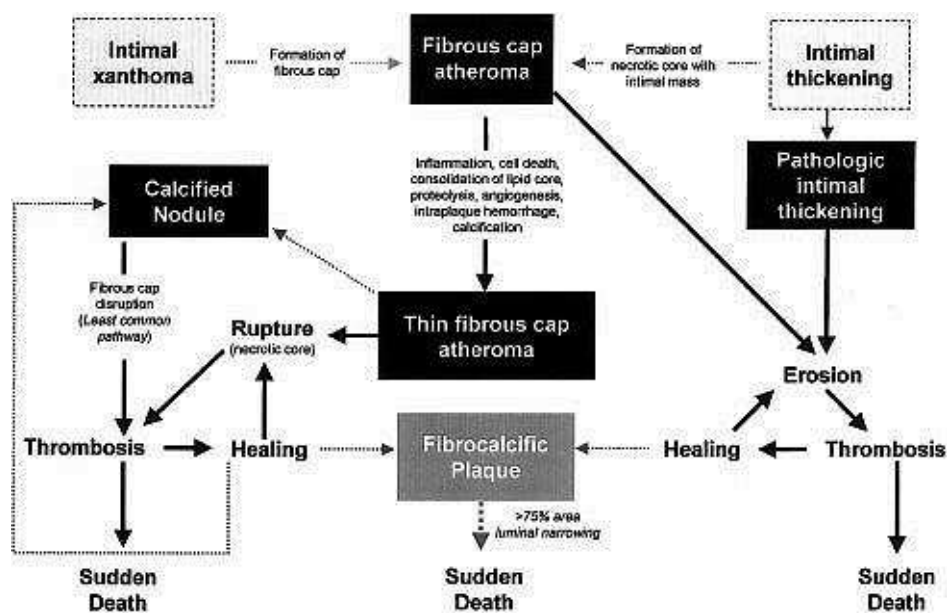 Intimal
xanthoma
Formation of
fibrous cap
Fibrous cap
atheroma
Formation of
necrotic core with
intimal mass
Intimal
thickening
Inflammation, cell death,
consolidation of lipid core,
proteolysis, angiogenesis,
intraplaque hemorrhage,
calcification
Pathologic
intimal
thickening
Calcified
Nodule
Fibrous cap
disruption
(Least common
pathway)
Rupture
(necrolic core)
Thin fibrous cap
atheroma
Erosion
Thrombosis
Healing
Fibrocalcific
Plaque
Healing
Thrombosis
>75% area
luminal narrowing
Sudden
Death
Sudden
Death
Sudden
Death